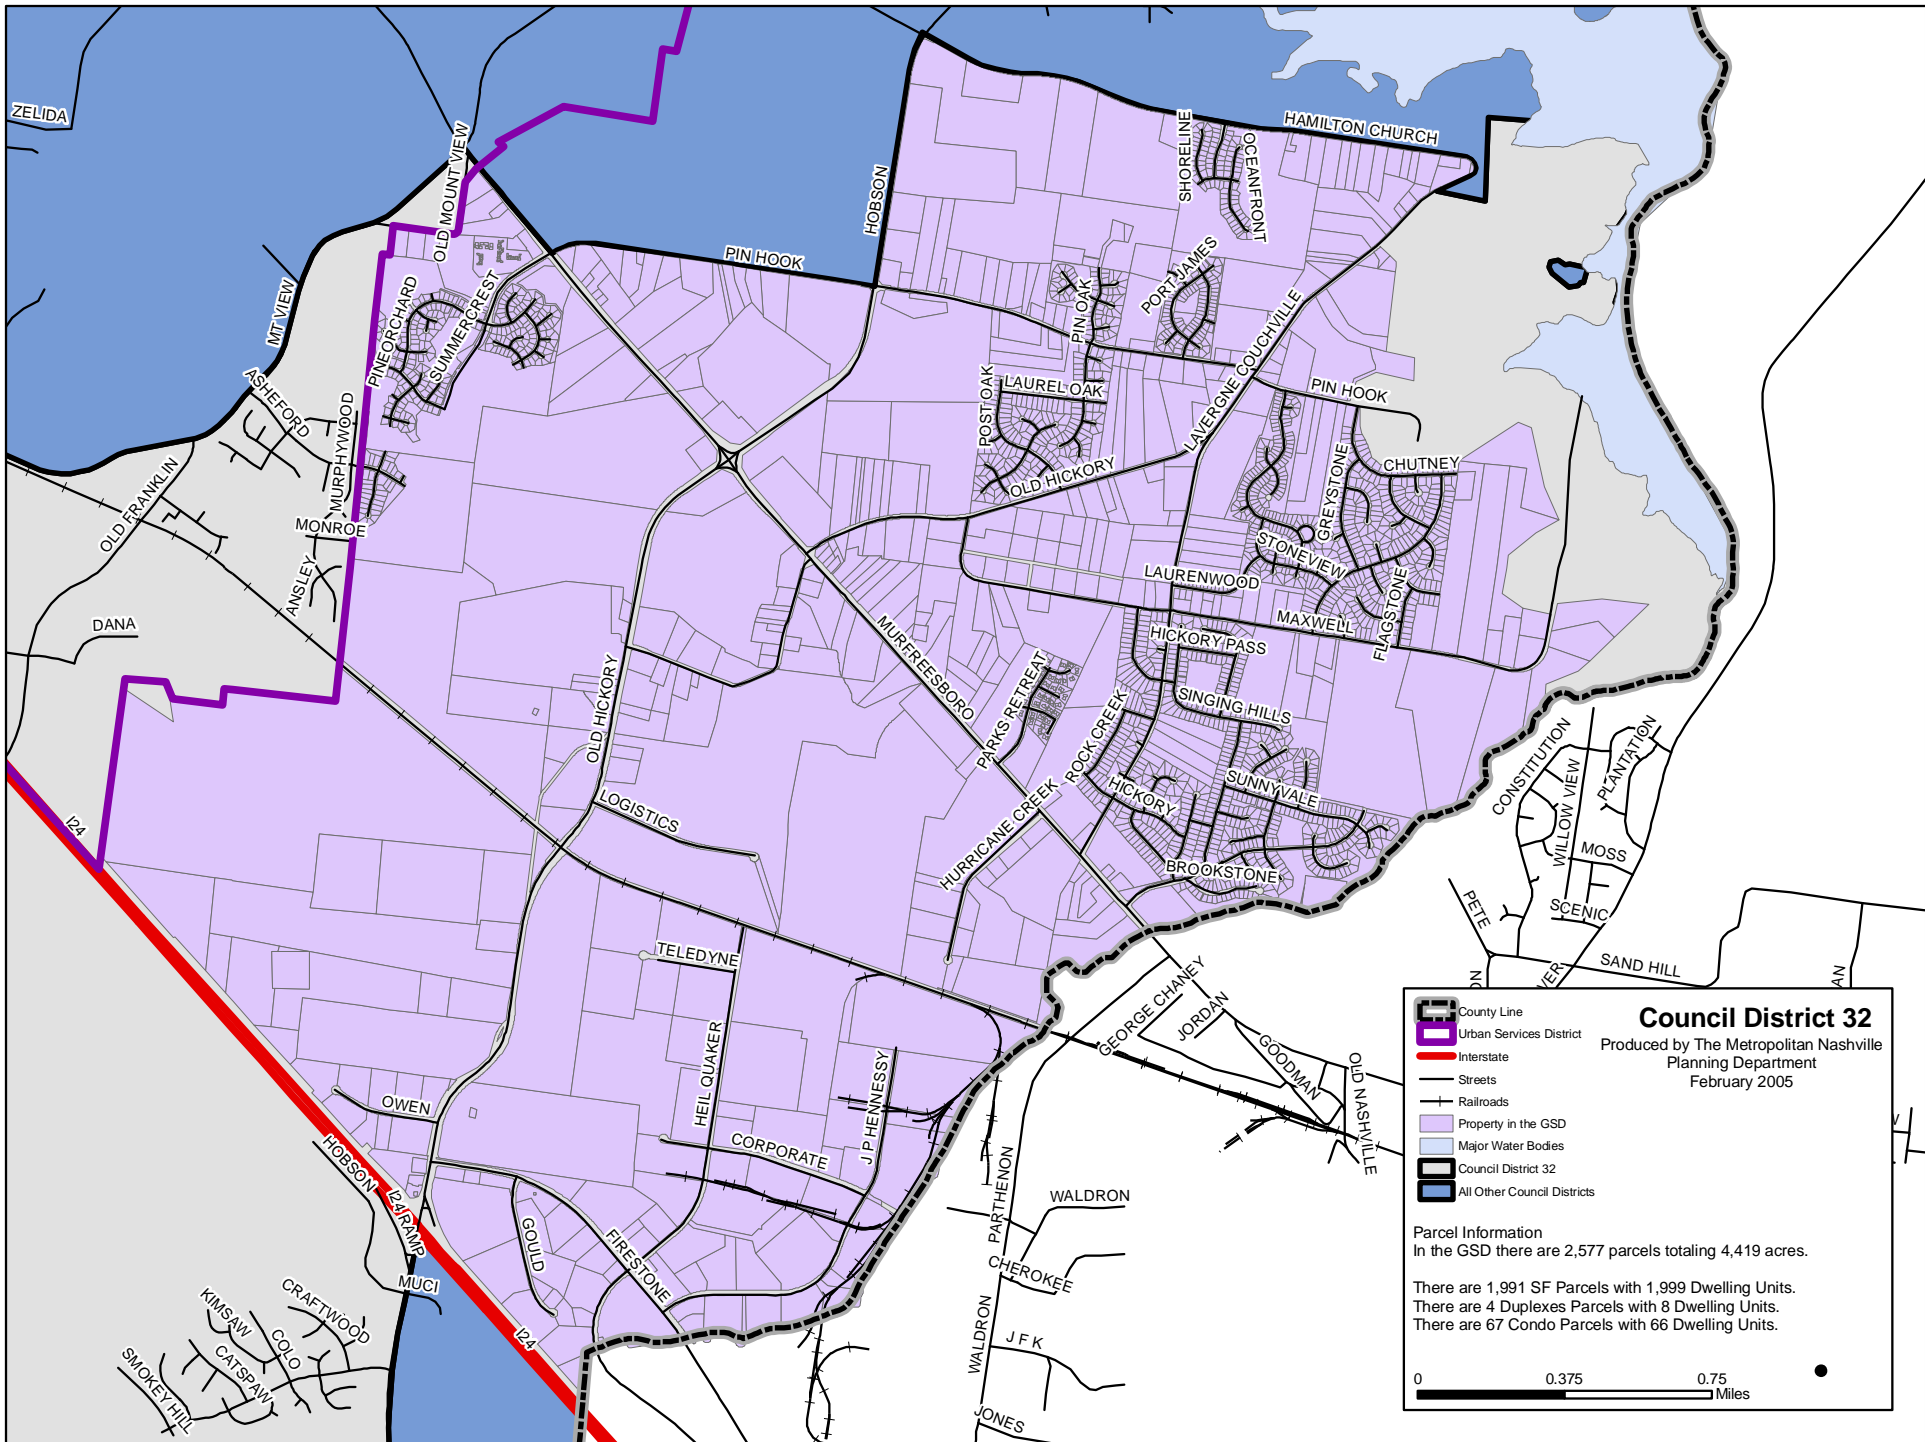 ZELIDA
OLD MOUNT VIEW
HOBSON
PIN HOOK
SHORELINE
OCEANFRONT
HAMILTON CHURCH
MT VIEW
PINEORCHARD
SUMMERCREST
PIN OAK
PORT JAMES
LAVERGNE COUCHVILLE
ASHEFORD
MURPHYWOOD
POST OAK
LAUREL OAK
PIN HOOK
OLD FRANKLIN
MONROE
ANSLEY
DANA
OLD HICKORY
GREYSTONE
CHUTNEY
STONEVIEW
LAURENWOOD
FLAGSTONE
MAXWELL
MURFREESBORO
HICKORY PASS
PARKS RETREAT
SINGING HILLS
ROCK CREEK
OLD HICKORY
HICKORY
SUNNYVALE
LOGISTICS
HURRICANE CREEK
BROOKSTONE
I24
CONSTITUTION
WILLOW VIEW
PLANTATION
MOSS
PETE
SCENIC
SAND HILL
ON
VER
AN
W
TELEDYNE
HEIL QUAKER
GEORGE CHANEY
JORDAN
GOODMAN
OLD NASHVILLE
J P HENNESSY
OWEN
HOBSON
I24 RAMP
CORPORATE
GOULD
FIRESTONE
MUCI
PARTHENON
WALDRON
CHEROKEE
WALDRON
J F K
JONES
KIMSAW
CRAFTWOOD
COLO
CATSPAW
SMOKEY HILL
I24
County Line
Urban Services District
Interstate
Streets
Railroads
Property in the GSD
Major Water Bodies
Council District 32
All Other Council Districts
Council District 32
Produced by The Metropolitan Nashville
Planning Department
February 2005
Parcel Information
In the GSD there are 2,577 parcels totaling 4,419 acres.
There are 1,991 SF Parcels with 1,999 Dwelling Units.
There are 4 Duplexes Parcels with 8 Dwelling Units.
There are 67 Condo Parcels with 66 Dwelling Units.
0 0.375 0.75
Miles